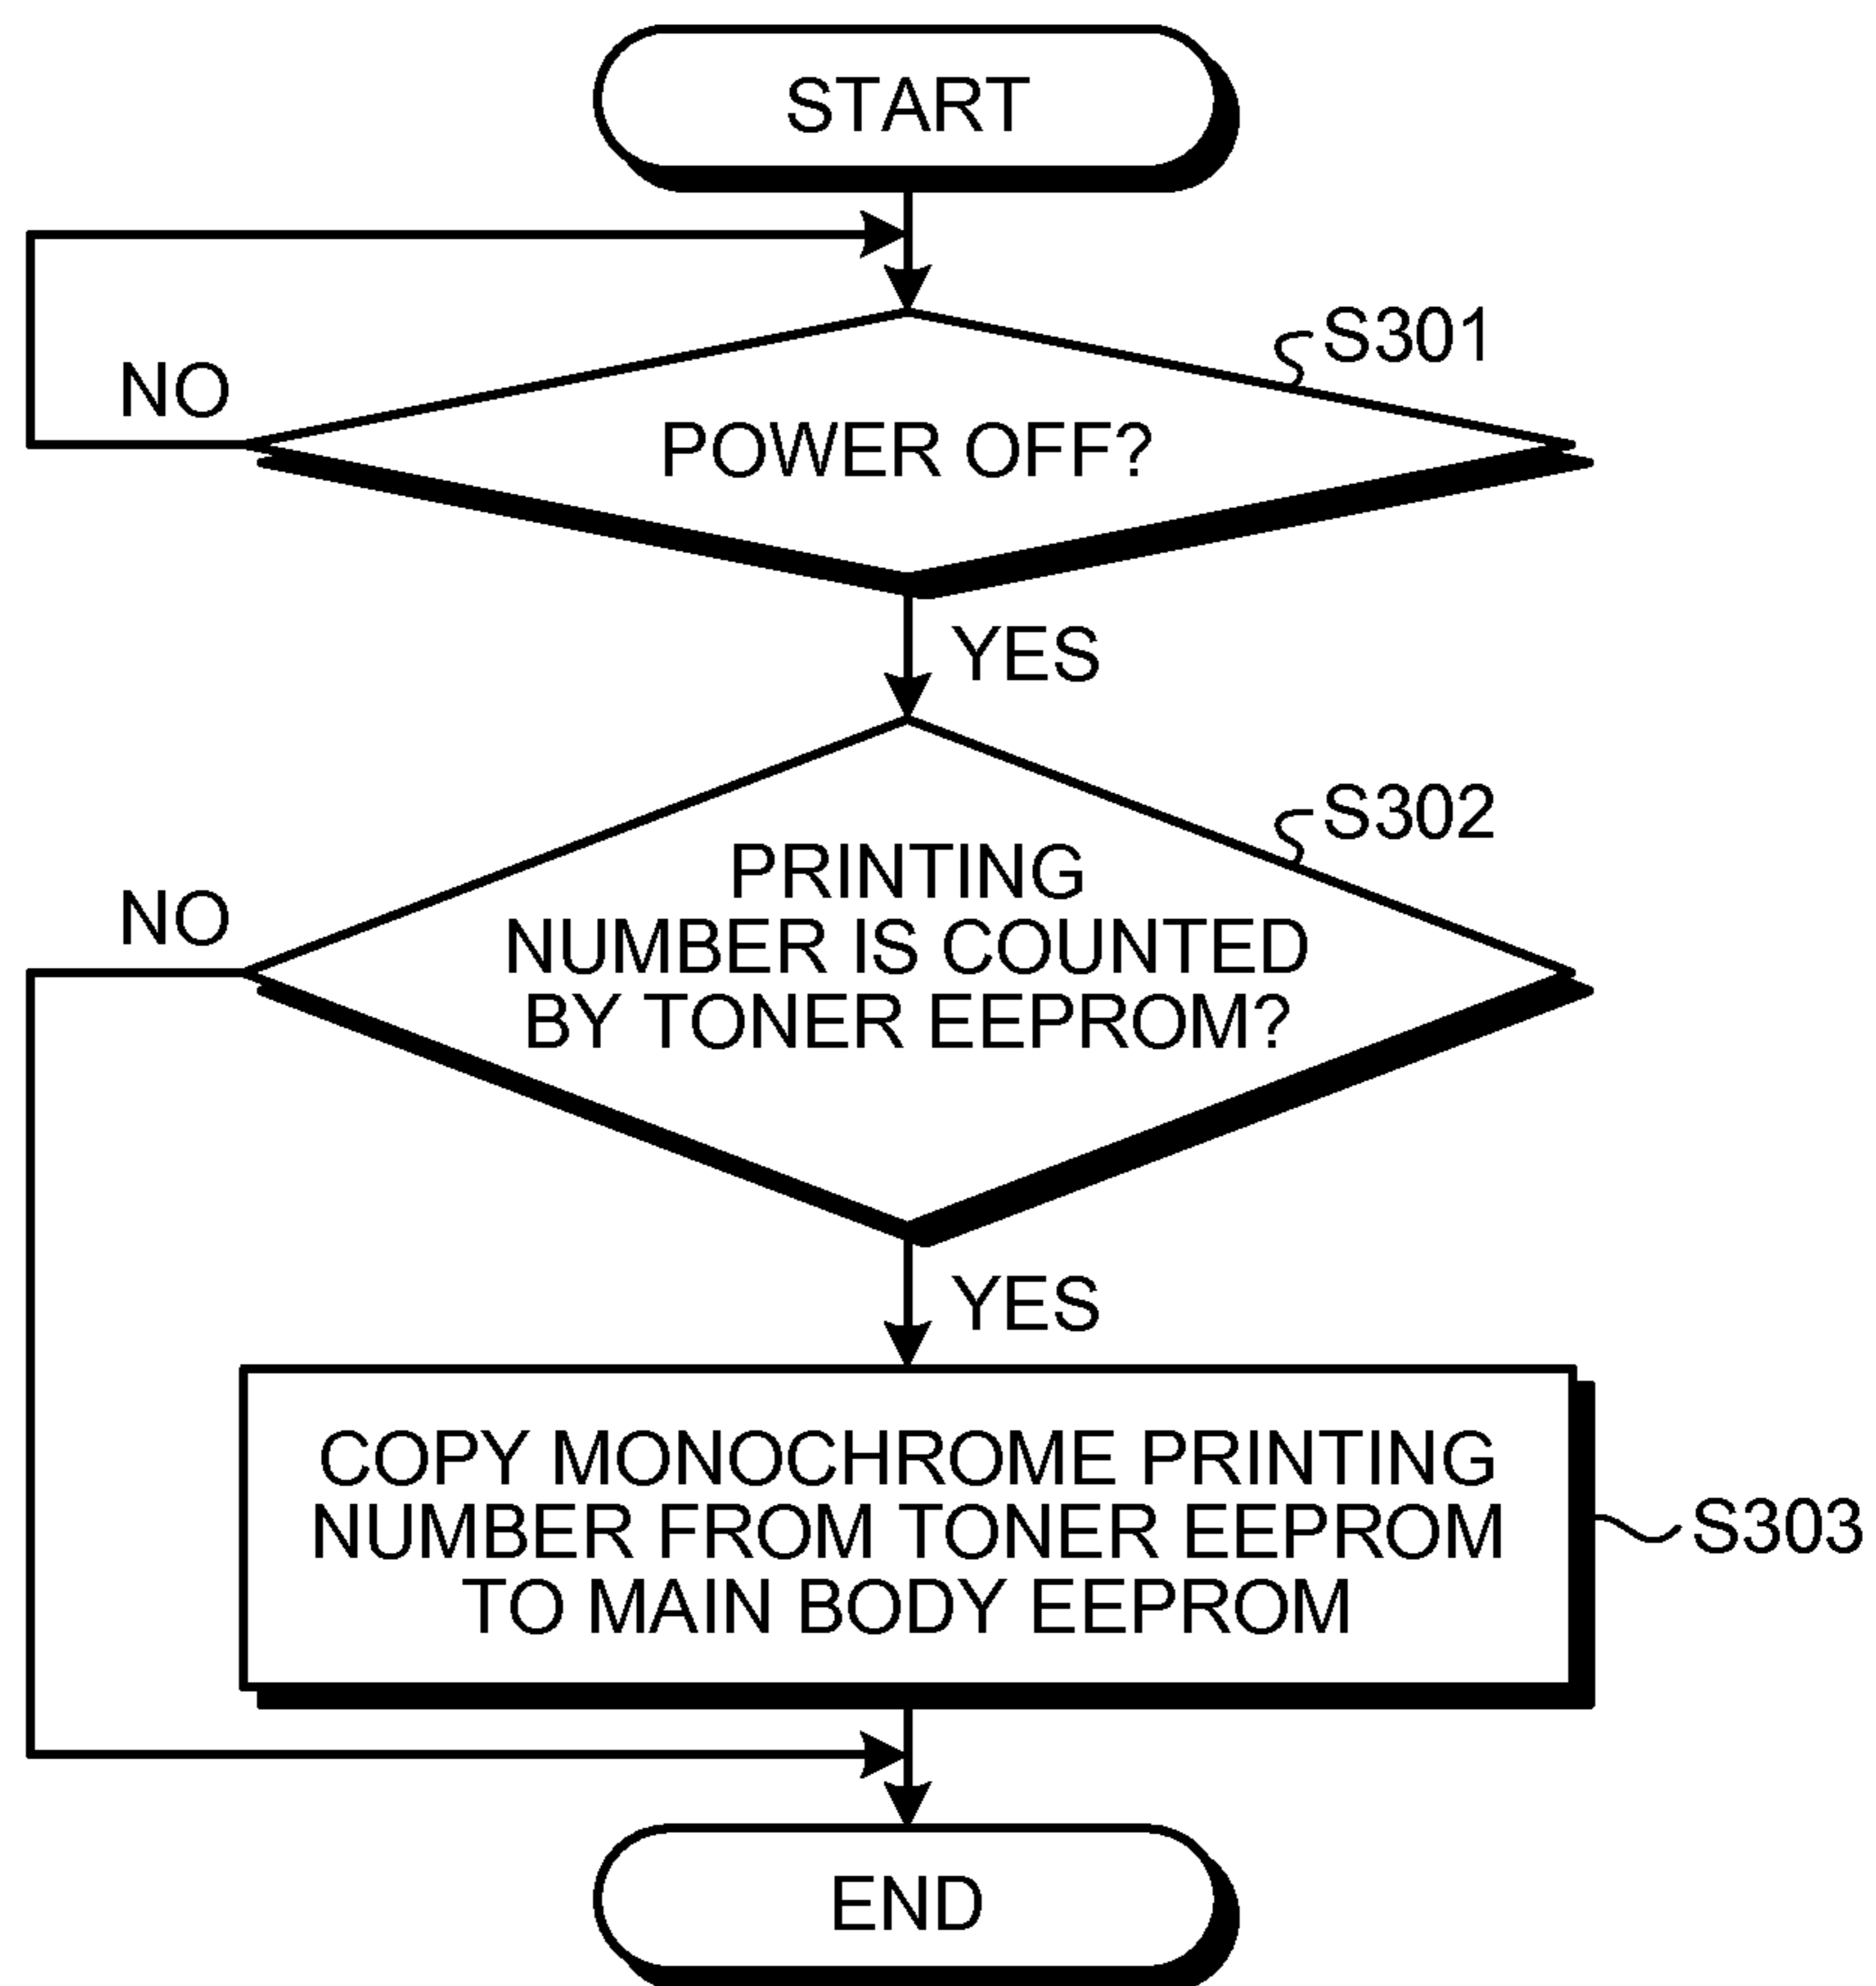 START
S301
NO
POWER OFF?
YES
S302
NO
PRINTING
NUMBER IS COUNTED
BY TONER EEPROM?
YES
COPY MONOCHROME PRINTING
NUMBER FROM TONER EEPROM
TO MAIN BODY EEPROM
S303
END